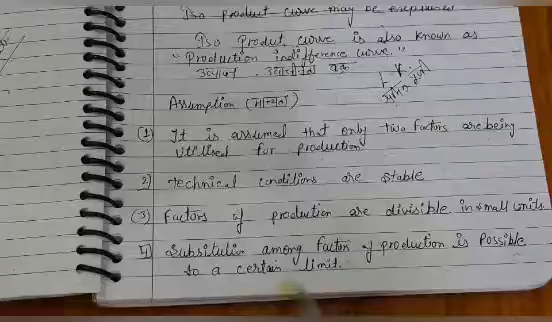 Iso product curve may be explained
Iso Produt curve is also known as
"Production indifference curve."
उत्पादन उदासीनता वक्र
L K
Assumption (मान्यता)
(1) It is assumed that only two factors are being
utilised for production
2) technical conditions are stable
(3) Factors of production are divisible in small units.
4) Subsitution among factors of production is Possible
to a certain limit.